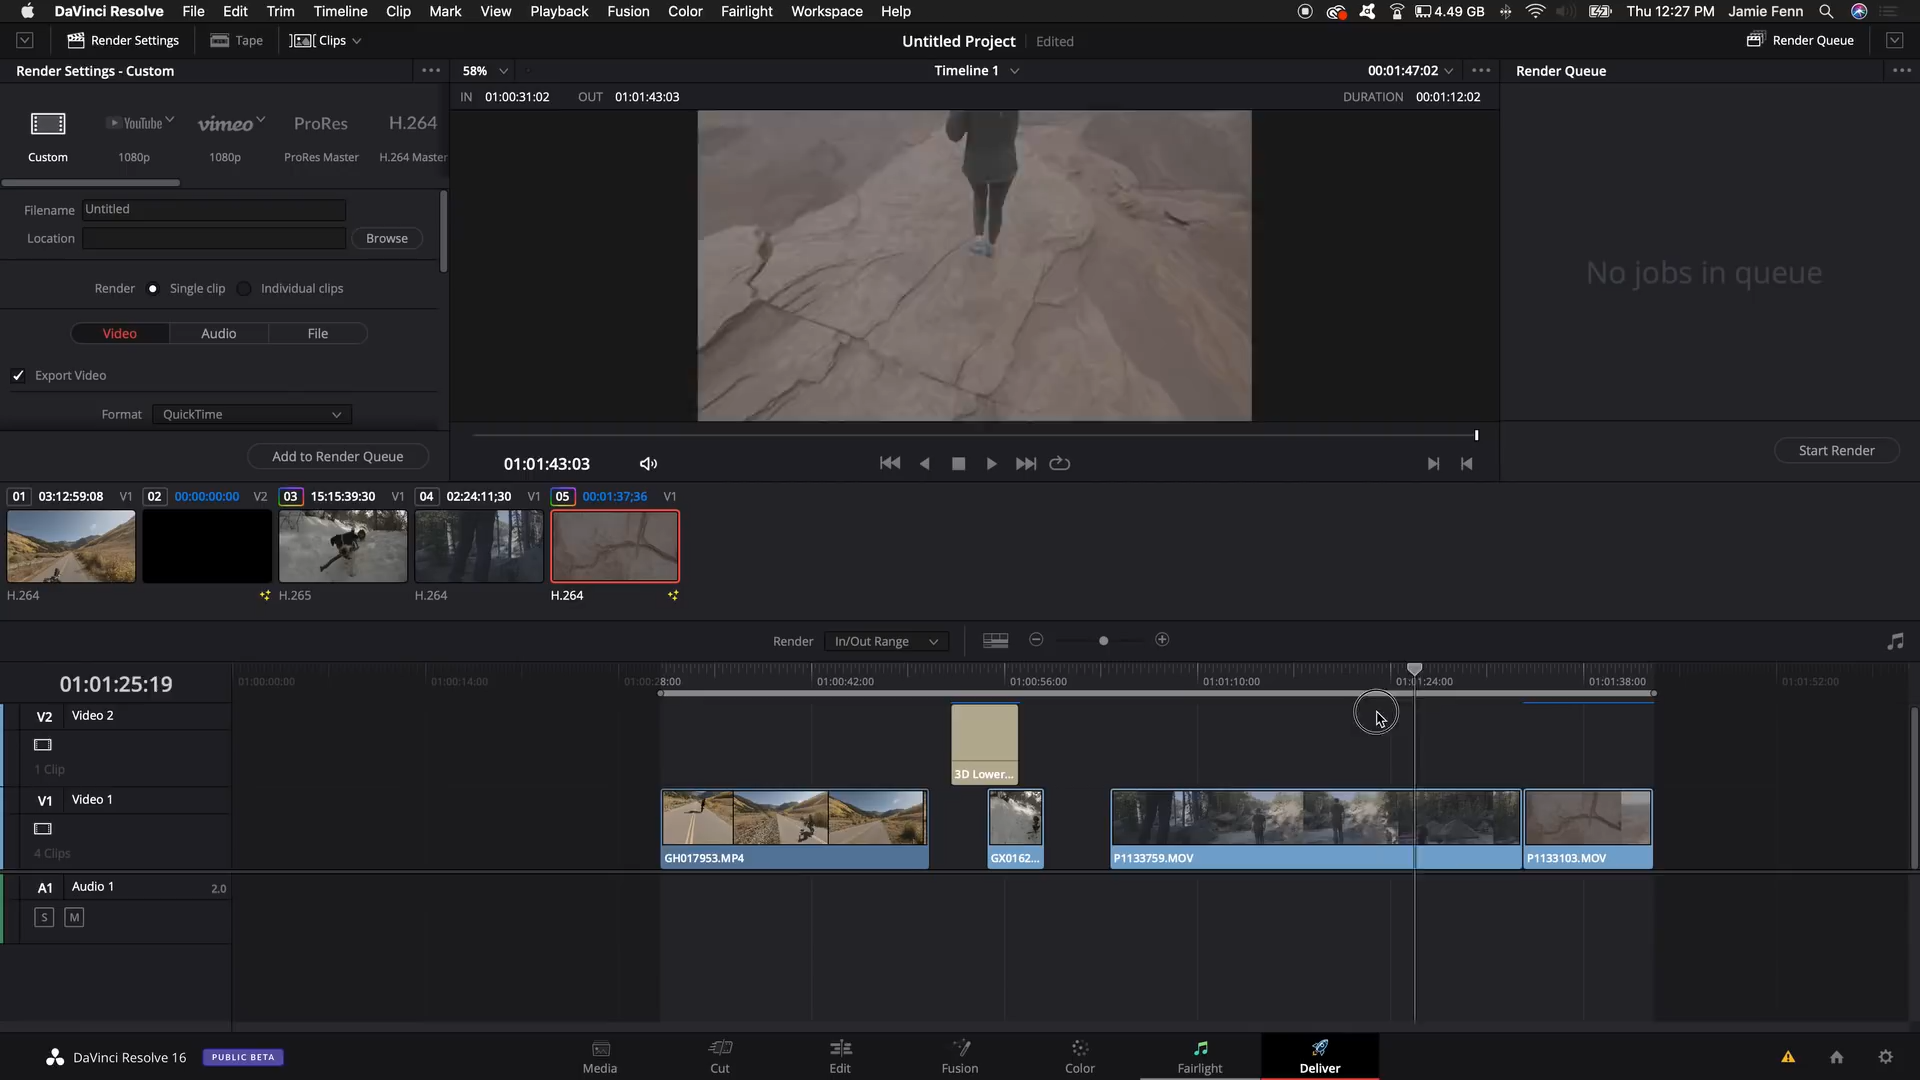 DaVinci Resolve File Edit Trim Timeline Clip Mark View Playback Fusion Color Fairlight Workspace Help 4.49 GB Thu 12:27 PM Jamie Fenn
Render Settings Tape Clips Untitled Project Edited Render Queue
Render Settings - Custom 58% Timeline 1 00:01:47:02 Render Queue
IN 01:00:31:02 OUT 01:01:43:03 DURATION 00:01:12:02
YouTube vimeo ProRes H.264
Custom 1080p 1080p ProRes Master H.264 Master
Filename Untitled
Location Browse
No jobs in queue
Render Single clip Individual clips
Video Audio File
Export Video
Format QuickTime
Add to Render Queue 01:01:43:03 Start Render
01 03:12:59:08 V1 02 00:00:00:00 V2 03 15:15:39:30 V1 04 02:24:11;30 V1 05 00:01:37;36 V1
H.264 H.265 H.264 H.264
Render In/Out Range
01:01:25:19 01:00:00:00 01:00:14:00 01:00:28:00 01:00:42:00 01:00:56:00 01:01:10:00 01:01:24:00 01:01:38:00 01:01:52:00
V2 Video 2
1 Clip 3D Lower...
V1 Video 1
4 Clips GH017953.MP4 GX0162... P1133759.MOV P1133103.MOV
A1 Audio 1 2.0
S M
DaVinci Resolve 16 PUBLIC BETA Media Cut Edit Fusion Color Fairlight Deliver